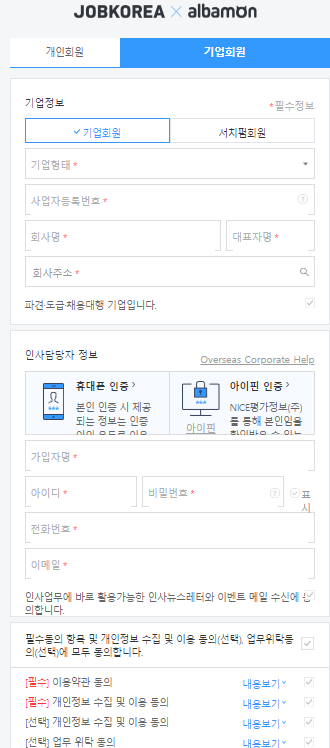 JOBKOREA × albamon
개인회원 기업회원
기업정보 *필수정보
기업회원 서치펌회원
기업형태 *
사업자등록번호 * ?
회사명 * 대표자명 *
회사주소 *
파견·도급·채용대행 기업입니다.
인사담당자 정보 Overseas Corporate Help
휴대폰 인증 >
본인 인증 시 제공
되는 정보는 인증
아이핀
아이핀 인증 >
NICE평가정보(주)
를 통해 본인임을
가입자명 *
아이디 * 비밀번호 * ? 표시
전화번호 *
이메일 *
인사업무에 바로 활용가능한 인사뉴스레터와 이벤트 메일 수신에 동
의합니다.
필수동의 항목 및 개인정보 수집 및 이용 동의(선택), 업무위탁동
의(선택)에 모두 동의합니다.
[필수] 이용약관 동의 내용보기
[필수] 개인정보 수집 및 이용 동의 내용보기
[선택] 개인정보 수집 및 이용 동의 내용보기
[선택] 업무 위탁 동의 내용보기